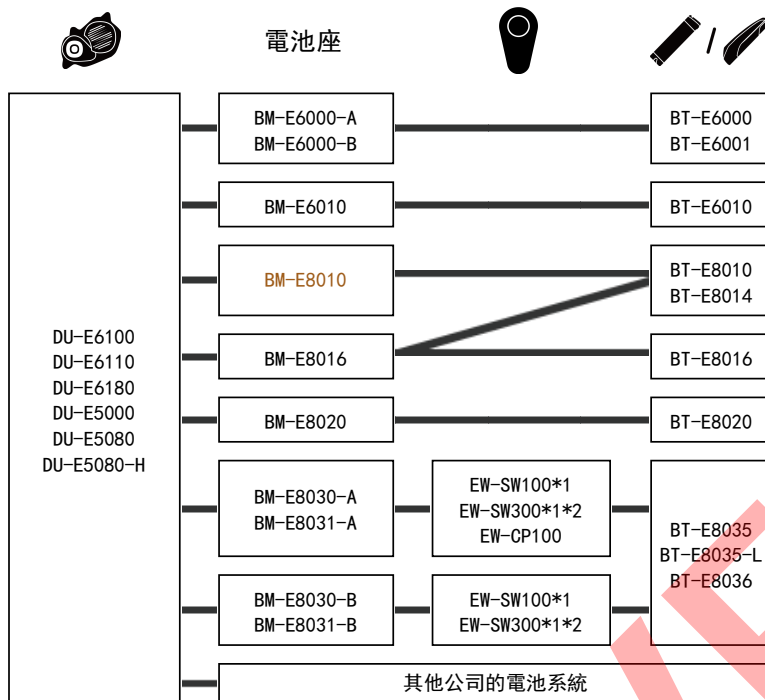 電池座
BM-E6000-A
BM-E6000-B
BT-E6000
BT-E6001
BM-E6010
BT-E6010
BM-E8010
BT-E8010
BT-E8014
DU-E6100
DU-E6110
DU-E6180
DU-E5000
DU-E5080
DU-E5080-H
BM-E8016
BT-E8016
BM-E8020
BT-E8020
BM-E8030-A
BM-E8031-A
EW-SW100*1
EW-SW300*1*2
EW-CP100
BT-E8035
BT-E8035-L
BT-E8036
BM-E8030-B
BM-E8031-B
EW-SW100*1
EW-SW300*1*2
其他公司的電池系統